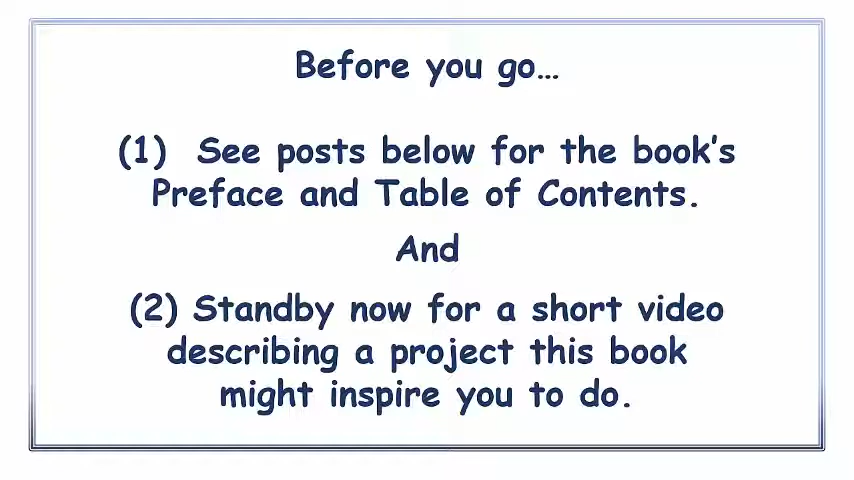 Before you go…
(1) See posts below for the book's
Preface and Table of Contents.
And
(2) Standby now for a short video
describing a project this book
might inspire you to do.